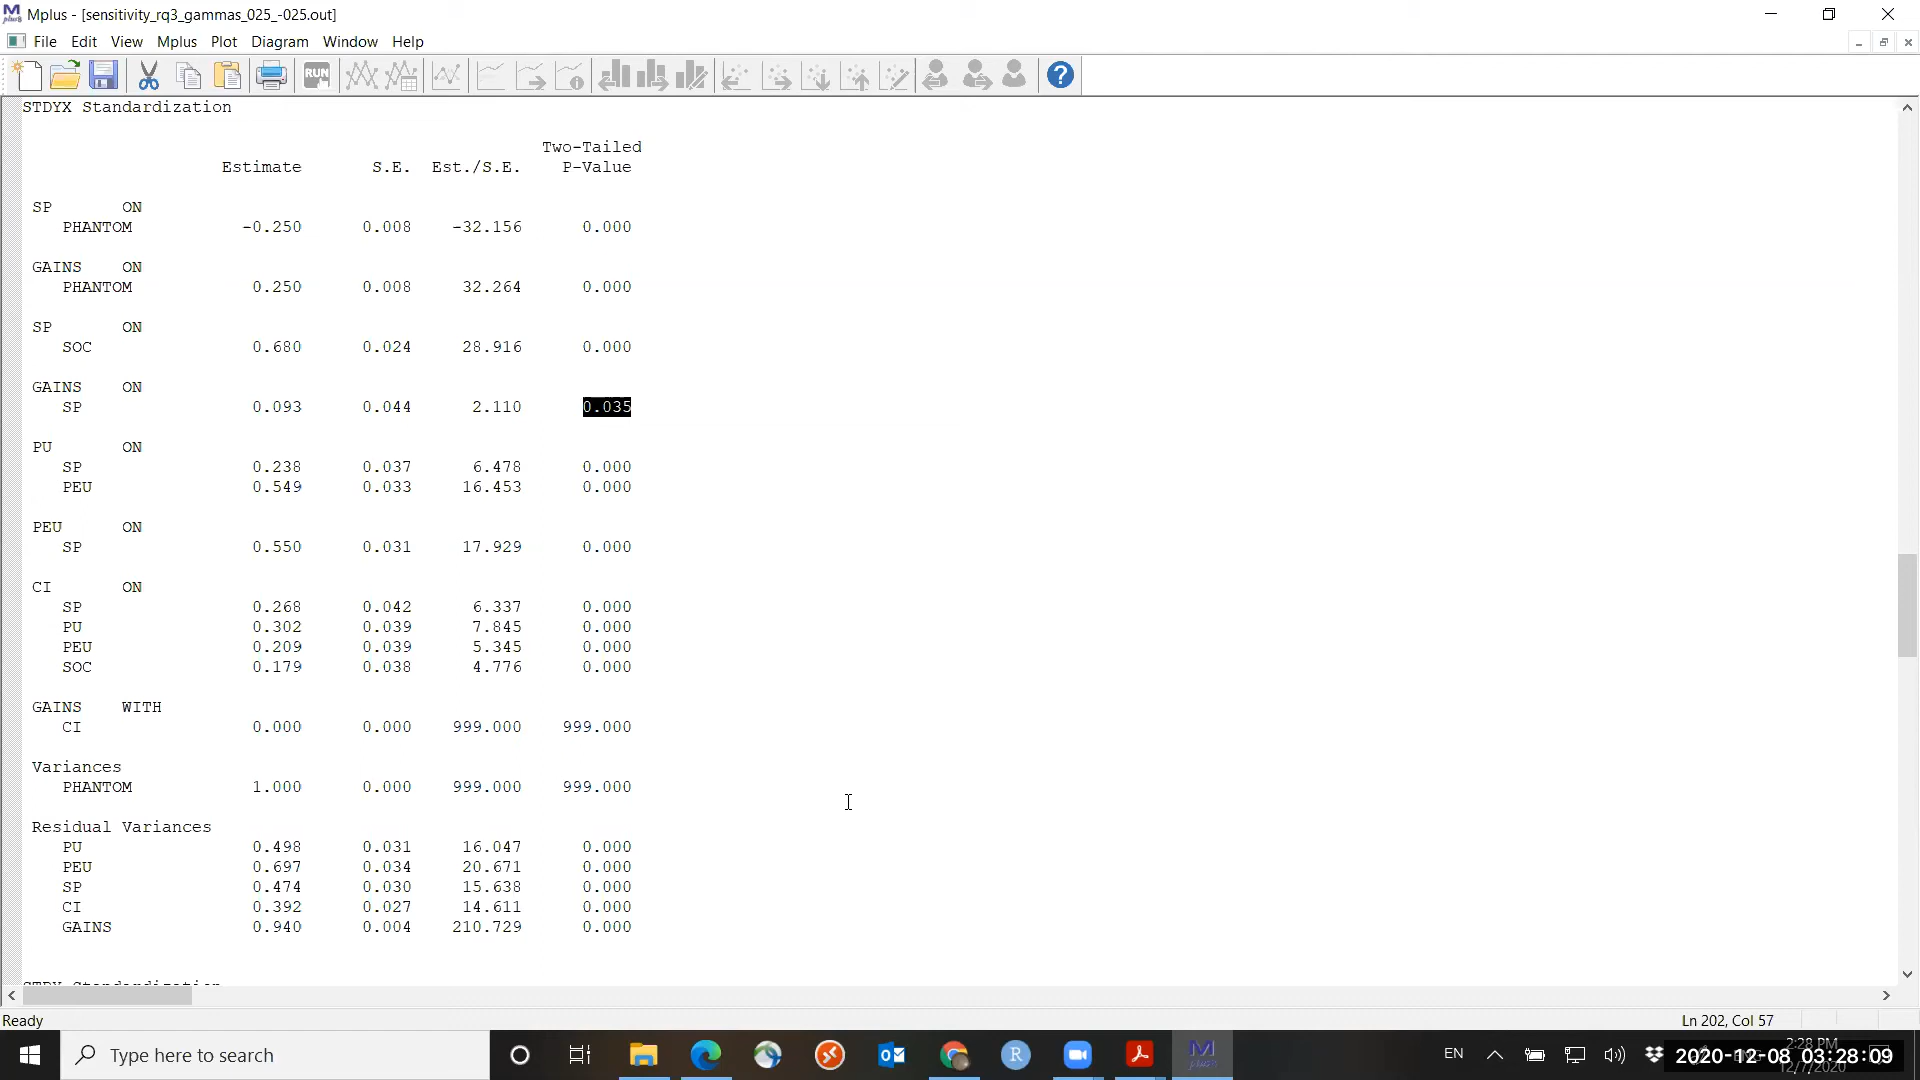 Mplus - [sensitivity_rq3_gammas_025_-025.out]
File Edit View Mplus Plot Diagram Window Help
RUN
STDYX Standardization
Two-Tailed
Estimate S.E. Est./S.E. P-Value
SP ON
PHANTOM -0.250 0.008 -32.156 0.000
GAINS ON
PHANTOM 0.250 0.008 32.264 0.000
SP ON
SOC 0.680 0.024 28.916 0.000
GAINS ON
SP 0.093 0.044 2.110 0.035
PU ON
SP 0.238 0.037 6.478 0.000
PEU 0.549 0.033 16.453 0.000
PEU ON
SP 0.550 0.031 17.929 0.000
CI ON
SP 0.268 0.042 6.337 0.000
PU 0.302 0.039 7.845 0.000
PEU 0.209 0.039 5.345 0.000
SOC 0.179 0.038 4.776 0.000
GAINS WITH
CI 0.000 0.000 999.000 999.000
Variances
PHANTOM 1.000 0.000 999.000 999.000
Residual Variances
PU 0.498 0.031 16.047 0.000
PEU 0.697 0.034 20.671 0.000
SP 0.474 0.030 15.638 0.000
CI 0.392 0.027 14.611 0.000
GAINS 0.940 0.004 210.729 0.000
Ready
Ln 202, Col 57
Type here to search
EN
2:28 PM
2020-12-08 03:28:09
12/7/2020